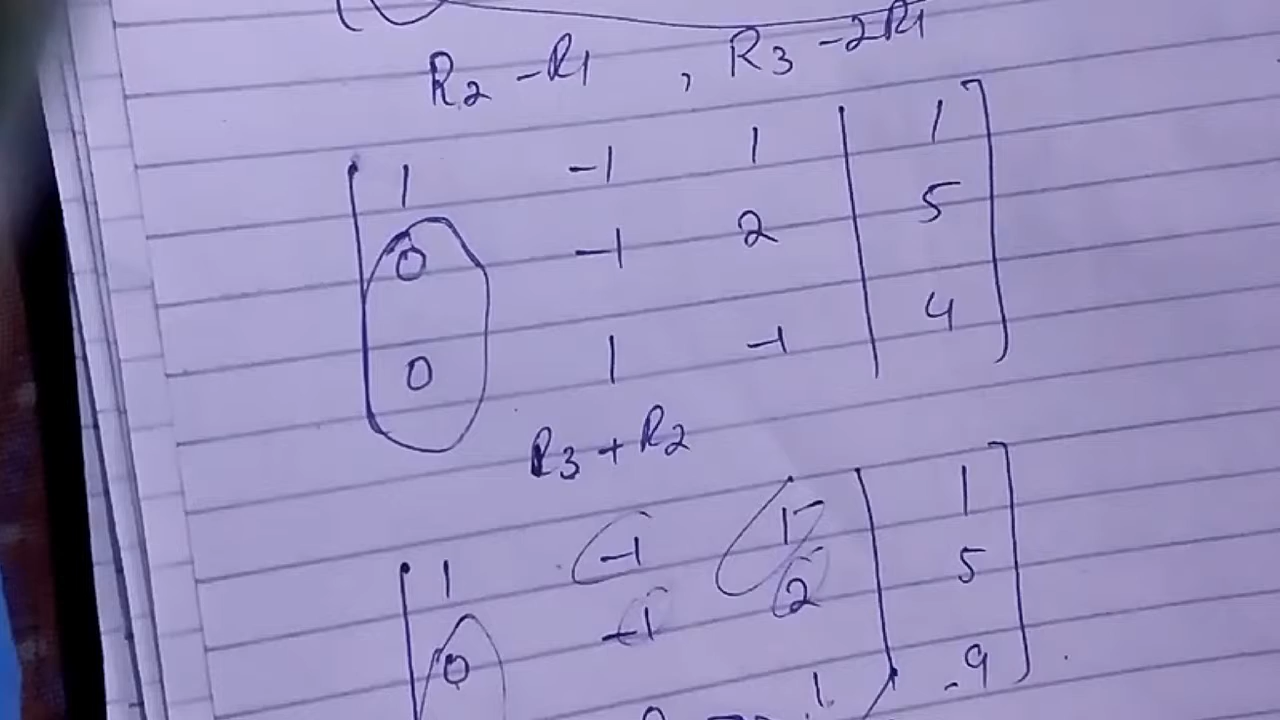 R2 -R1 , R3 -2R1
1 -1 1 | 1
0 -1 2 | 5
0 1 -1 | 4
R3 + R2
1 -1 1 | 1
0 -1 2 | 5
1 | 9